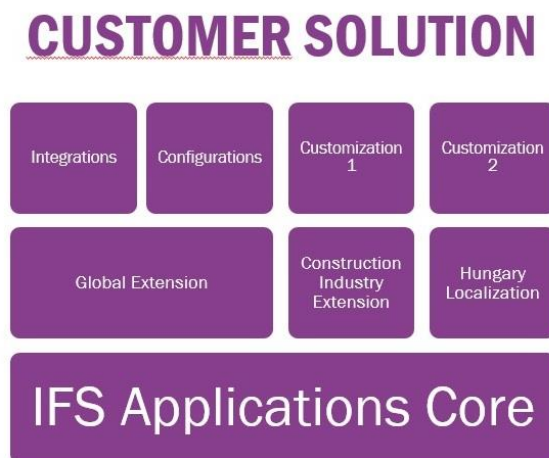 CUSTOMER SOLUTION
Integrations
Configurations
Customization
1
Customization
2
Global Extension
Construction
Industry
Extension
Hungary
Localization
IFS Applications Core